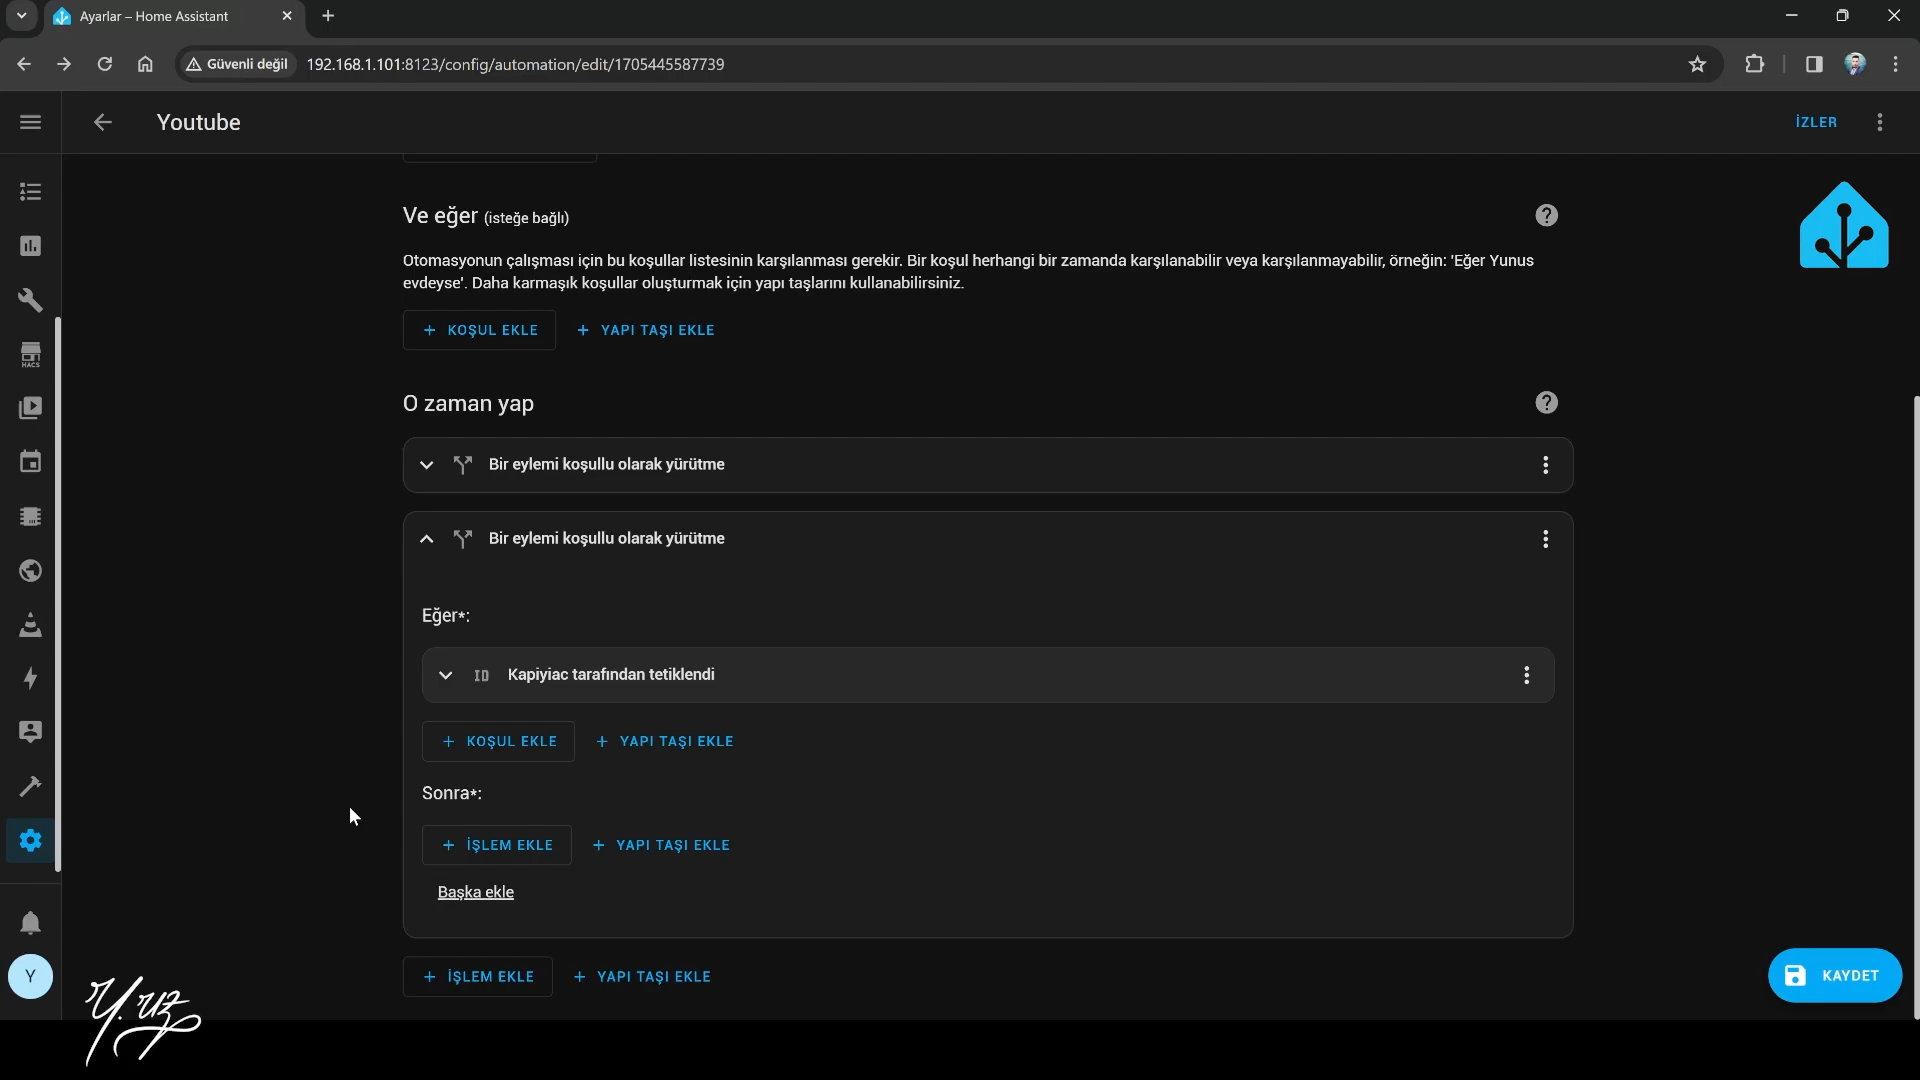 Ayarlar – Home Assistant
Güvenli değil
192.168.1.101:8123/config/automation/edit/1705445587739
Youtube
İZLER
Ve eğer (isteğe bağlı)
Otomasyonun çalışması için bu koşullar listesinin karşılanması gerekir. Bir koşul herhangi bir zamanda karşılanabilir veya karşılanmayabilir, örneğin: 'Eğer Yunus
evdeyse'. Daha karmaşık koşullar oluşturmak için yapı taşlarını kullanabilirsiniz.
+ KOŞUL EKLE + YAPI TAŞI EKLE
HACS
O zaman yap
Bir eylemi koşullu olarak yürütme
Bir eylemi koşullu olarak yürütme
Eğer*:
ID Kapiyiac tarafından tetiklendi
+ KOŞUL EKLE + YAPI TAŞI EKLE
Sonra*:
+ İŞLEM EKLE + YAPI TAŞI EKLE
Başka ekle
+ İŞLEM EKLE + YAPI TAŞI EKLE
KAYDET
Y
Y.uz